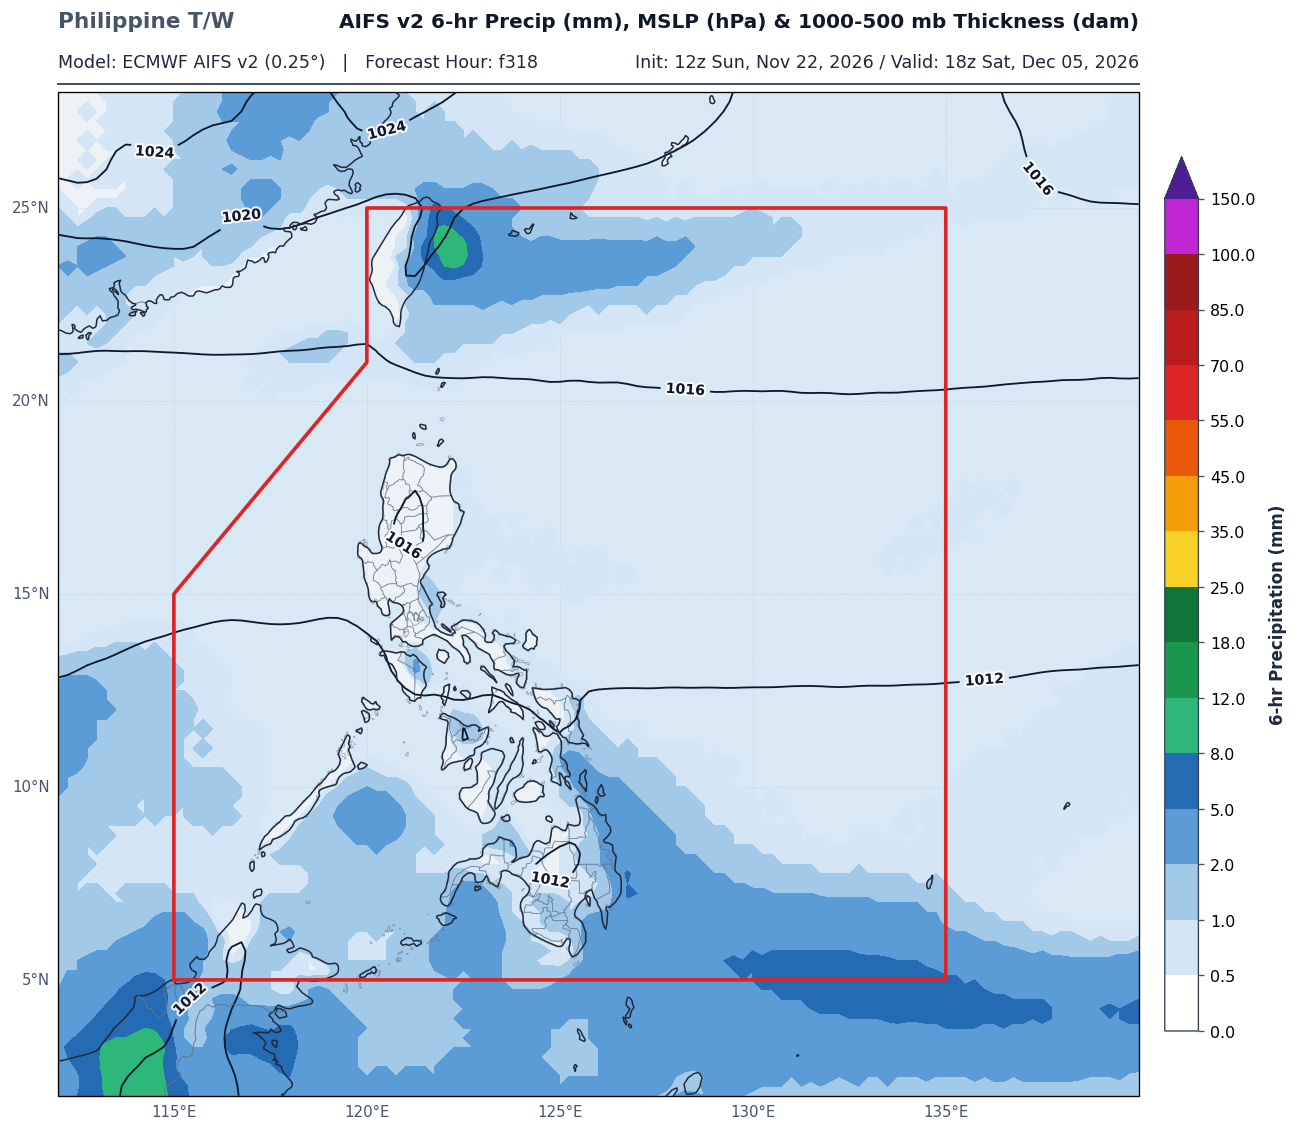 Philippine T/W
AIFS v2 6-hr Precip (mm), MSLP (hPa) & 1000-500 mb Thickness (dam)
Model: ECMWF AIFS v2 (0.25°) | Forecast Hour: f318
Init: 12z Sun, Nov 22, 2026 / Valid: 18z Sat, Dec 05, 2026
1024
1024
1016
1020
1016
1016
1012
1012
1012
25°N
20°N
15°N
10°N
5°N
115°E
120°E
125°E
130°E
135°E
150.0
100.0
85.0
70.0
55.0
45.0
35.0
25.0
18.0
12.0
8.0
5.0
2.0
1.0
0.5
0.0
6-hr Precipitation (mm)